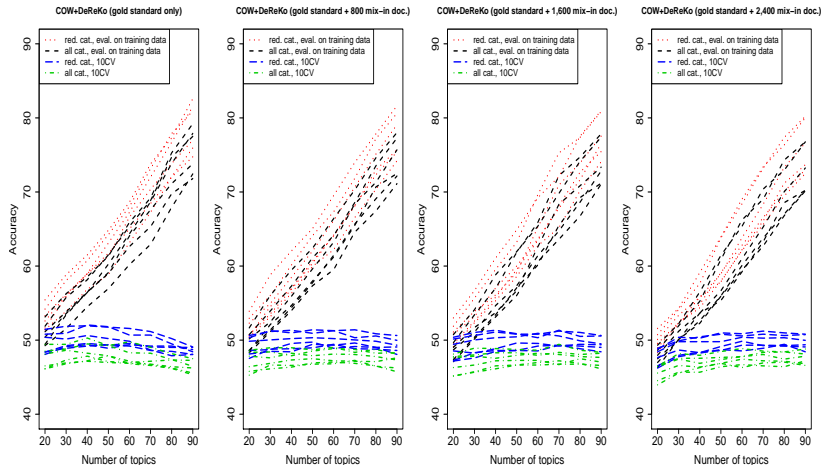 COW+DeReKo (gold standard only)
red. cat., eval. on training data
all cat., eval. on training data
red. cat., 10CV
all cat., 10CV
Accuracy
90
80
70
60
50
40
20 30 40 50 60 70 80 90
Number of topics
COW+DeReKo (gold standard + 800 mix−in doc.)
red. cat., eval. on training data
all cat., eval. on training data
red. cat., 10CV
all cat., 10CV
Accuracy
90
80
70
60
50
40
20 30 40 50 60 70 80 90
Number of topics
COW+DeReKo (gold standard + 1,600 mix−in doc.)
red. cat., eval. on training data
all cat., eval. on training data
red. cat., 10CV
all cat., 10CV
Accuracy
90
80
70
60
50
40
20 30 40 50 60 70 80 90
Number of topics
COW+DeReKo (gold standard + 2,400 mix−in doc.)
red. cat., eval. on training data
all cat., eval. on training data
red. cat., 10CV
all cat., 10CV
Accuracy
90
80
70
60
50
40
20 30 40 50 60 70 80 90
Number of topics